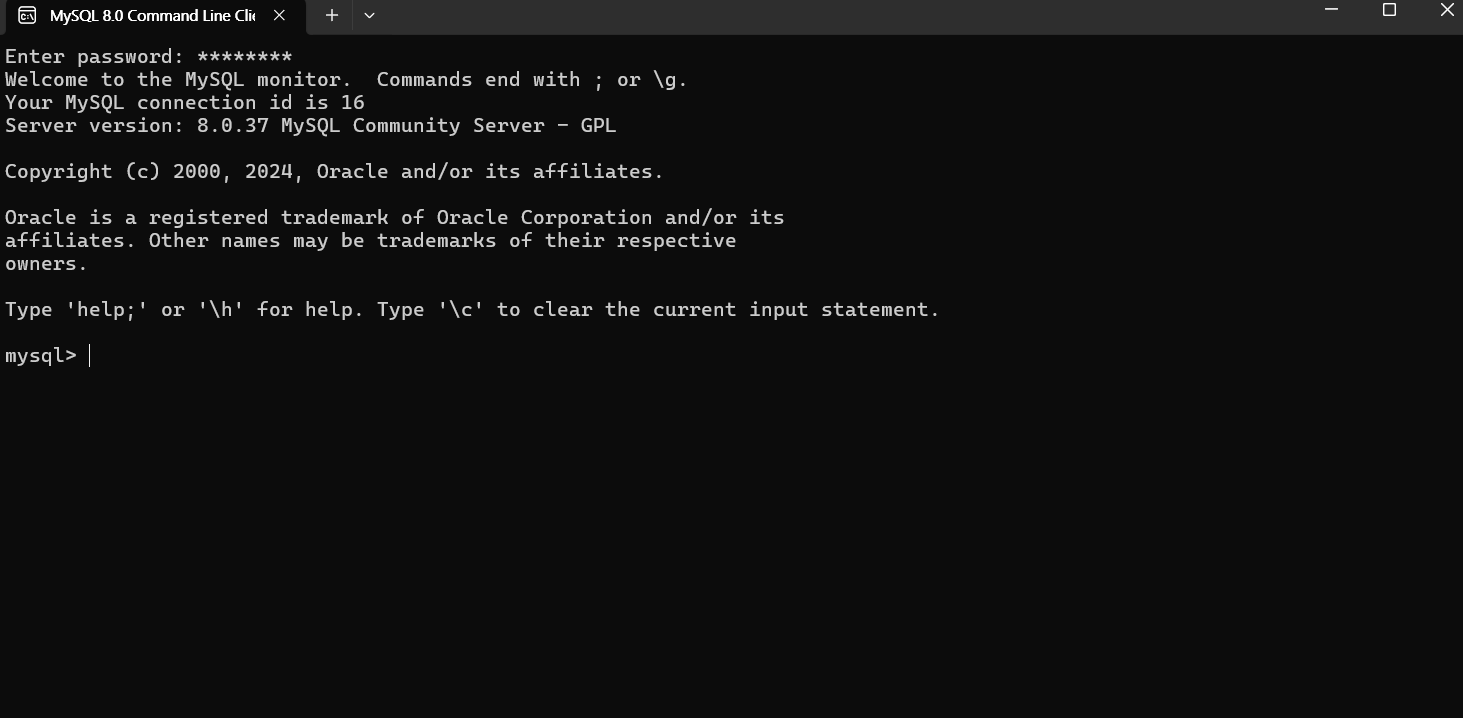 MySQL 8.0 Command Line Clie
Enter password: ********
Welcome to the MySQL monitor.  Commands end with ; or \g.
Your MySQL connection id is 16
Server version: 8.0.37 MySQL Community Server - GPL
Copyright (c) 2000, 2024, Oracle and/or its affiliates.
Oracle is a registered trademark of Oracle Corporation and/or its
affiliates. Other names may be trademarks of their respective
owners.
Type 'help;' or '\h' for help. Type '\c' to clear the current input statement.
mysql>